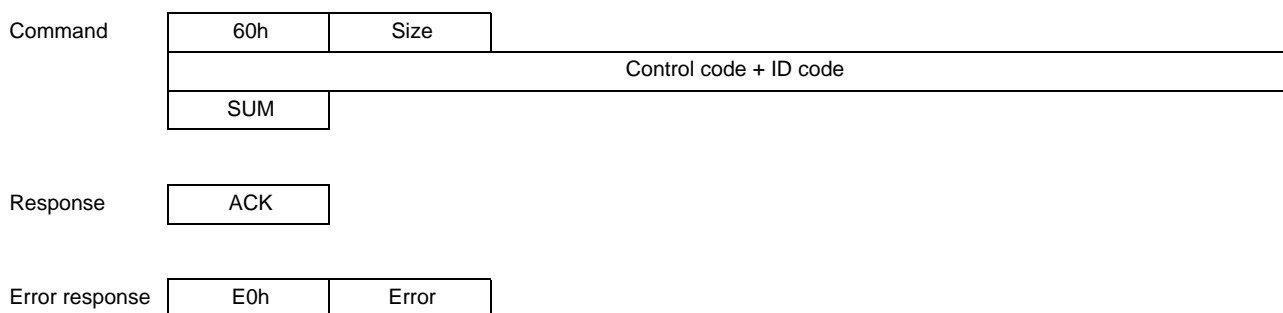 Command 60h Size
Control code + ID code
SUM
Response ACK
Error response E0h Error